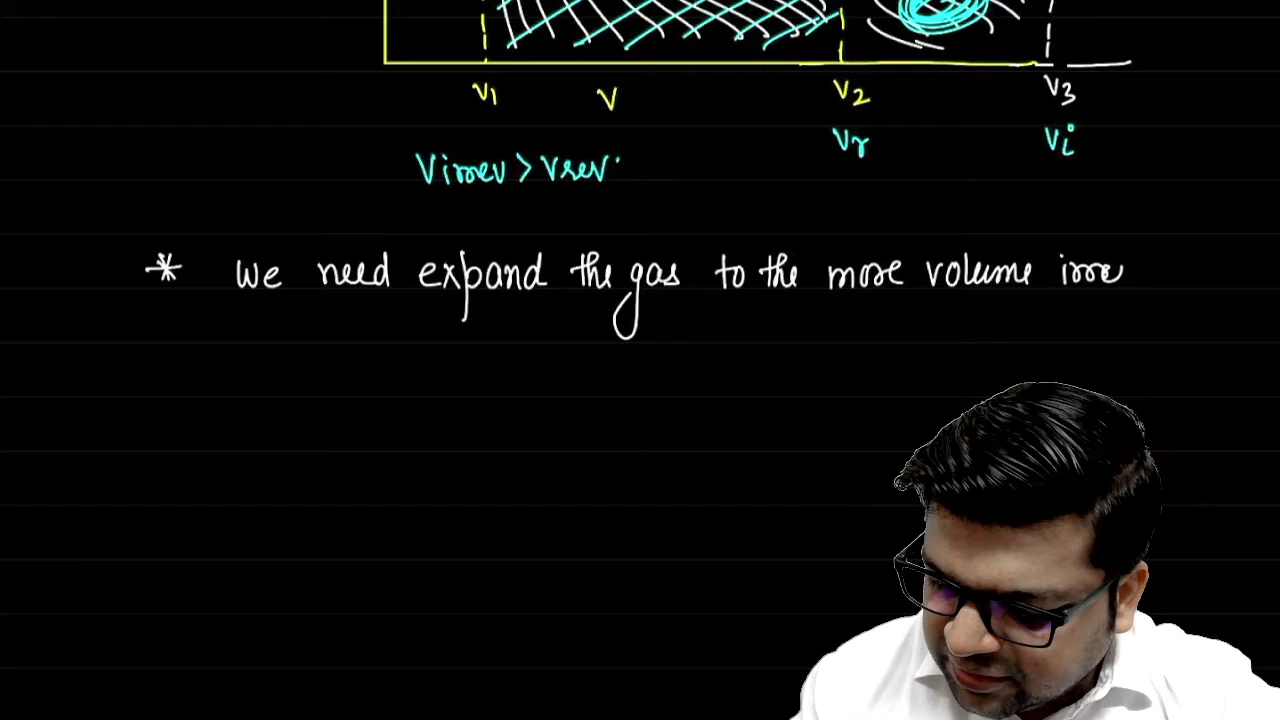 V1 V V2 V3
Vr Vi
Virrev > Vrev.
* we need expand the gas to the more volume irre